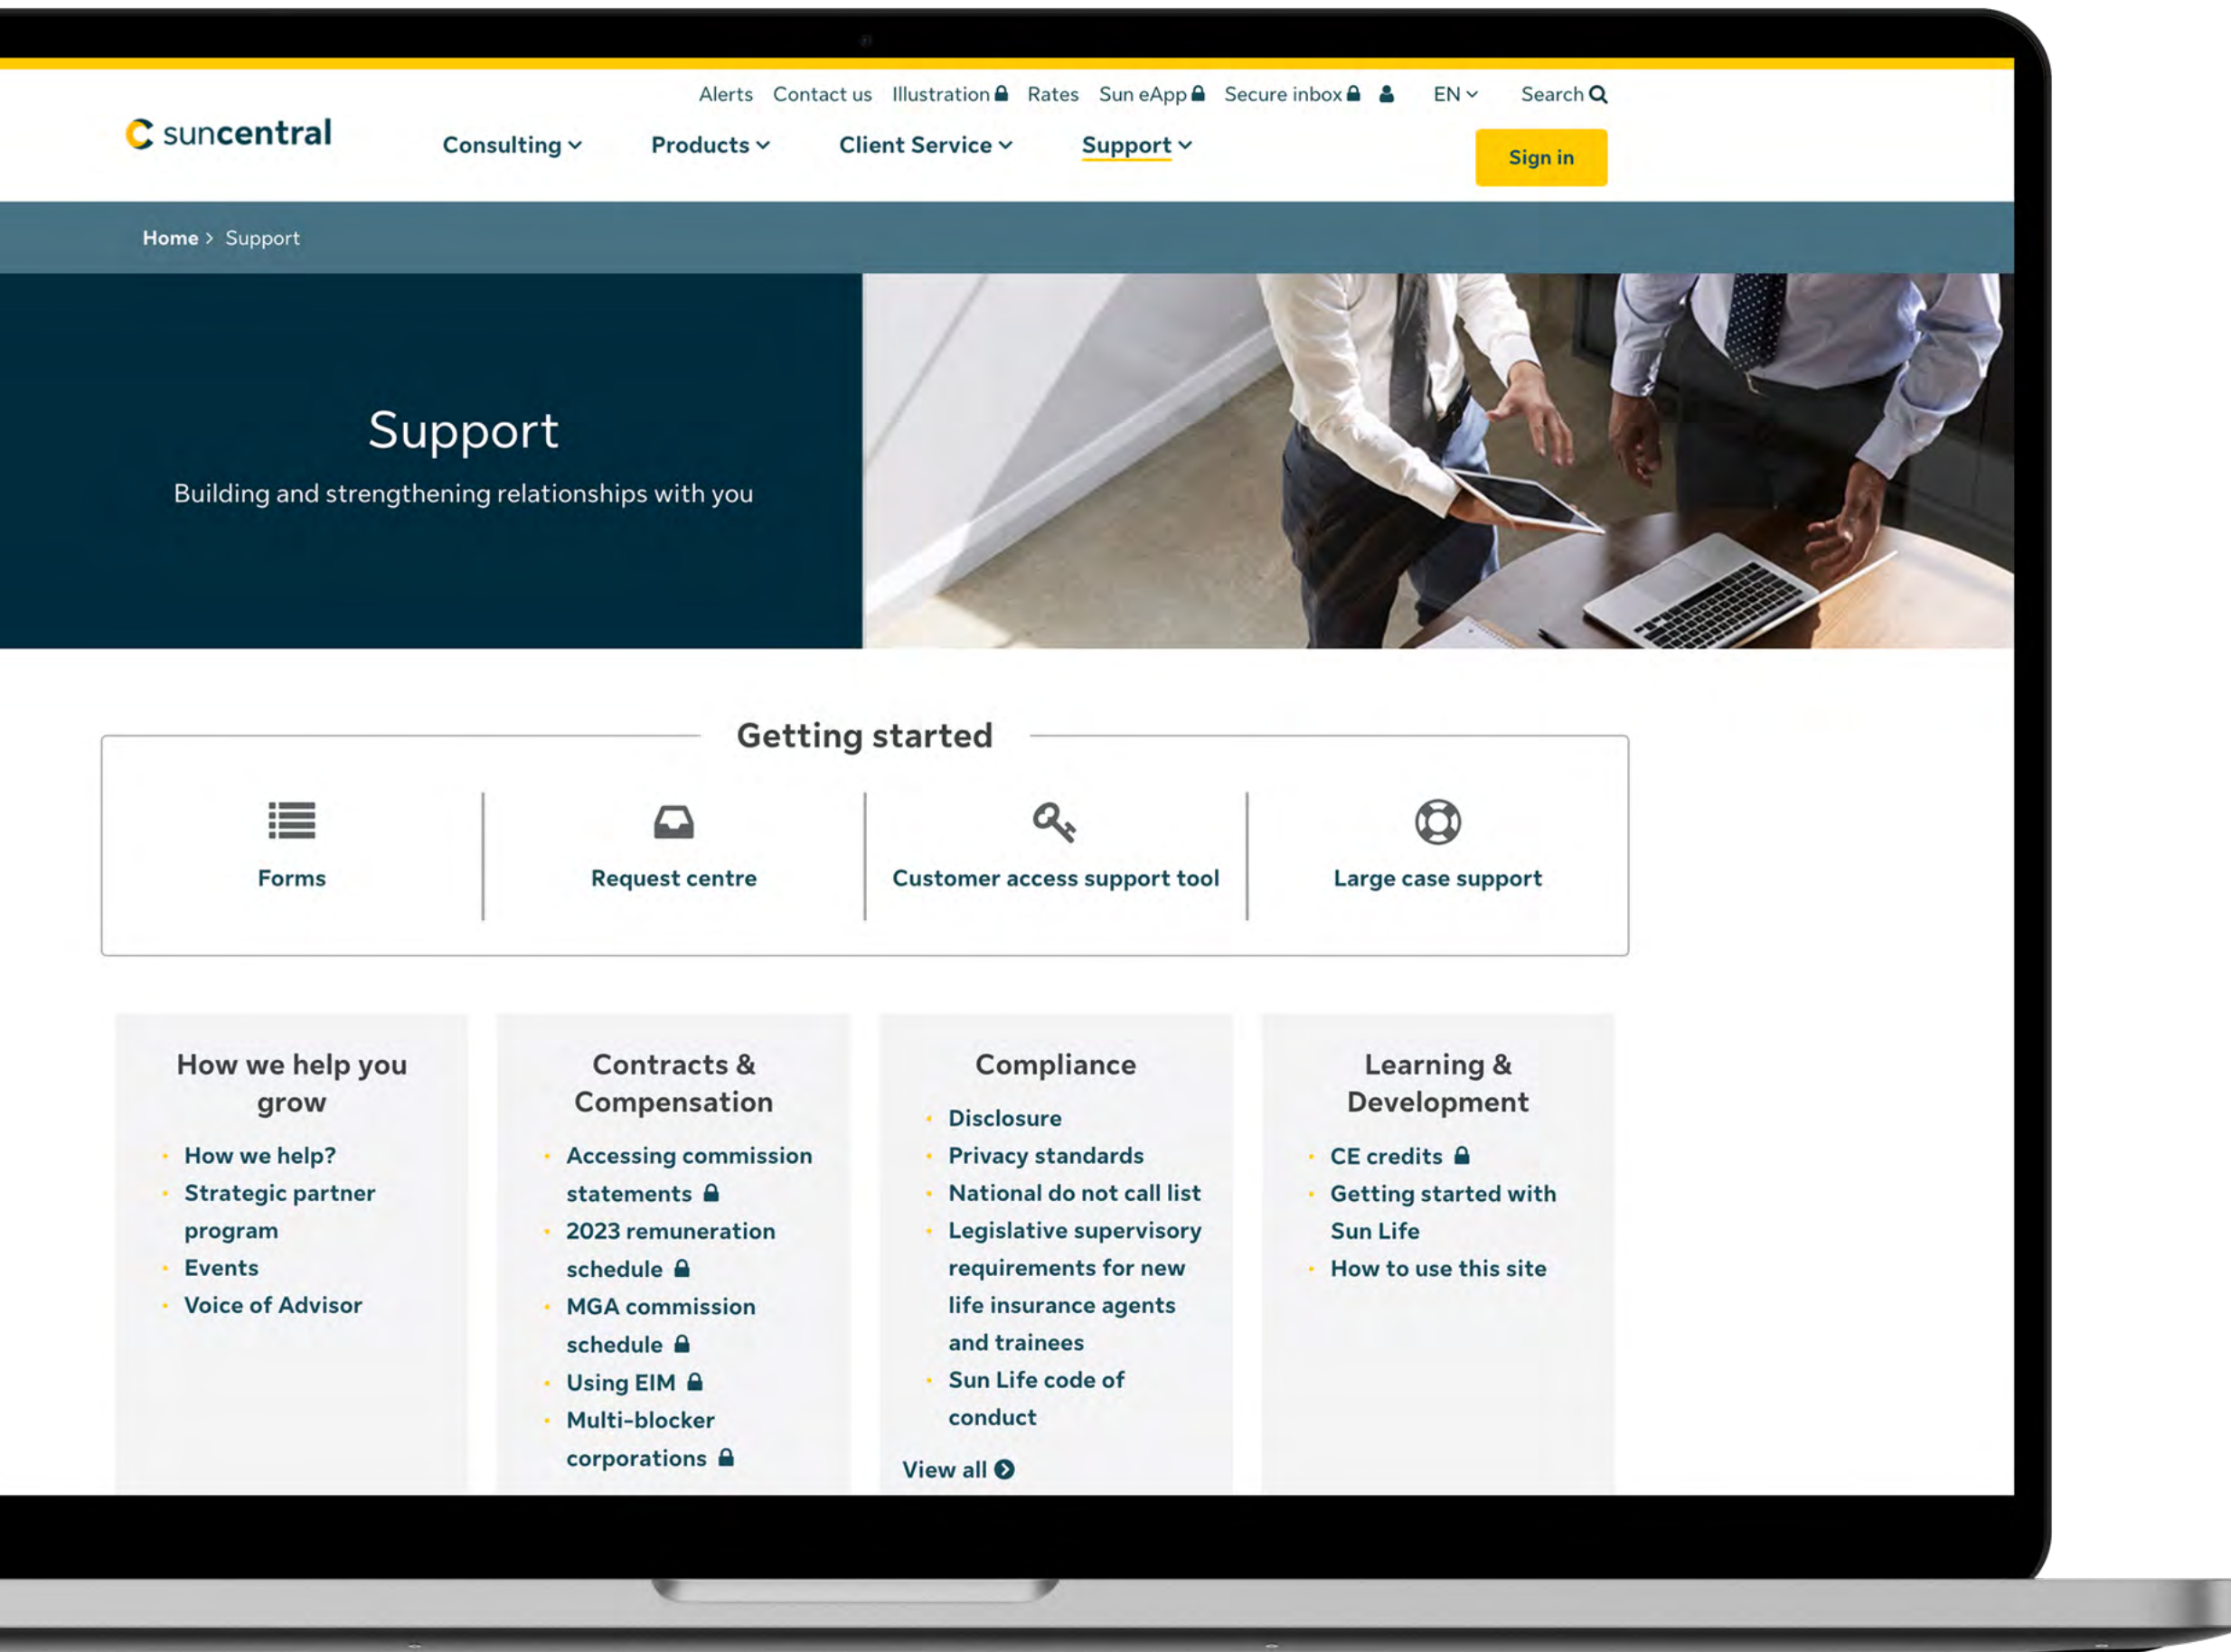 Alerts Contact us Illustration Rates Sun eApp Secure inbox EN Search
suncentral
Consulting Products Client Service Support
Sign in
Home > Support
Support
Building and strengthening relationships with you
Getting started
Forms
Request centre
Customer access support tool
Large case support
How we help you
grow
• How we help?
• Strategic partner
program
• Events
• Voice of Advisor
Contracts &
Compensation
• Accessing commission
statements
• 2023 remuneration
schedule
• MGA commission
schedule
• Using EIM
• Multi-blocker
corporations
Compliance
• Disclosure
• Privacy standards
• National do not call list
• Legislative supervisory
requirements for new
life insurance agents
and trainees
• Sun Life code of
conduct
View all
Learning &
Development
• CE credits
• Getting started with
Sun Life
• How to use this site